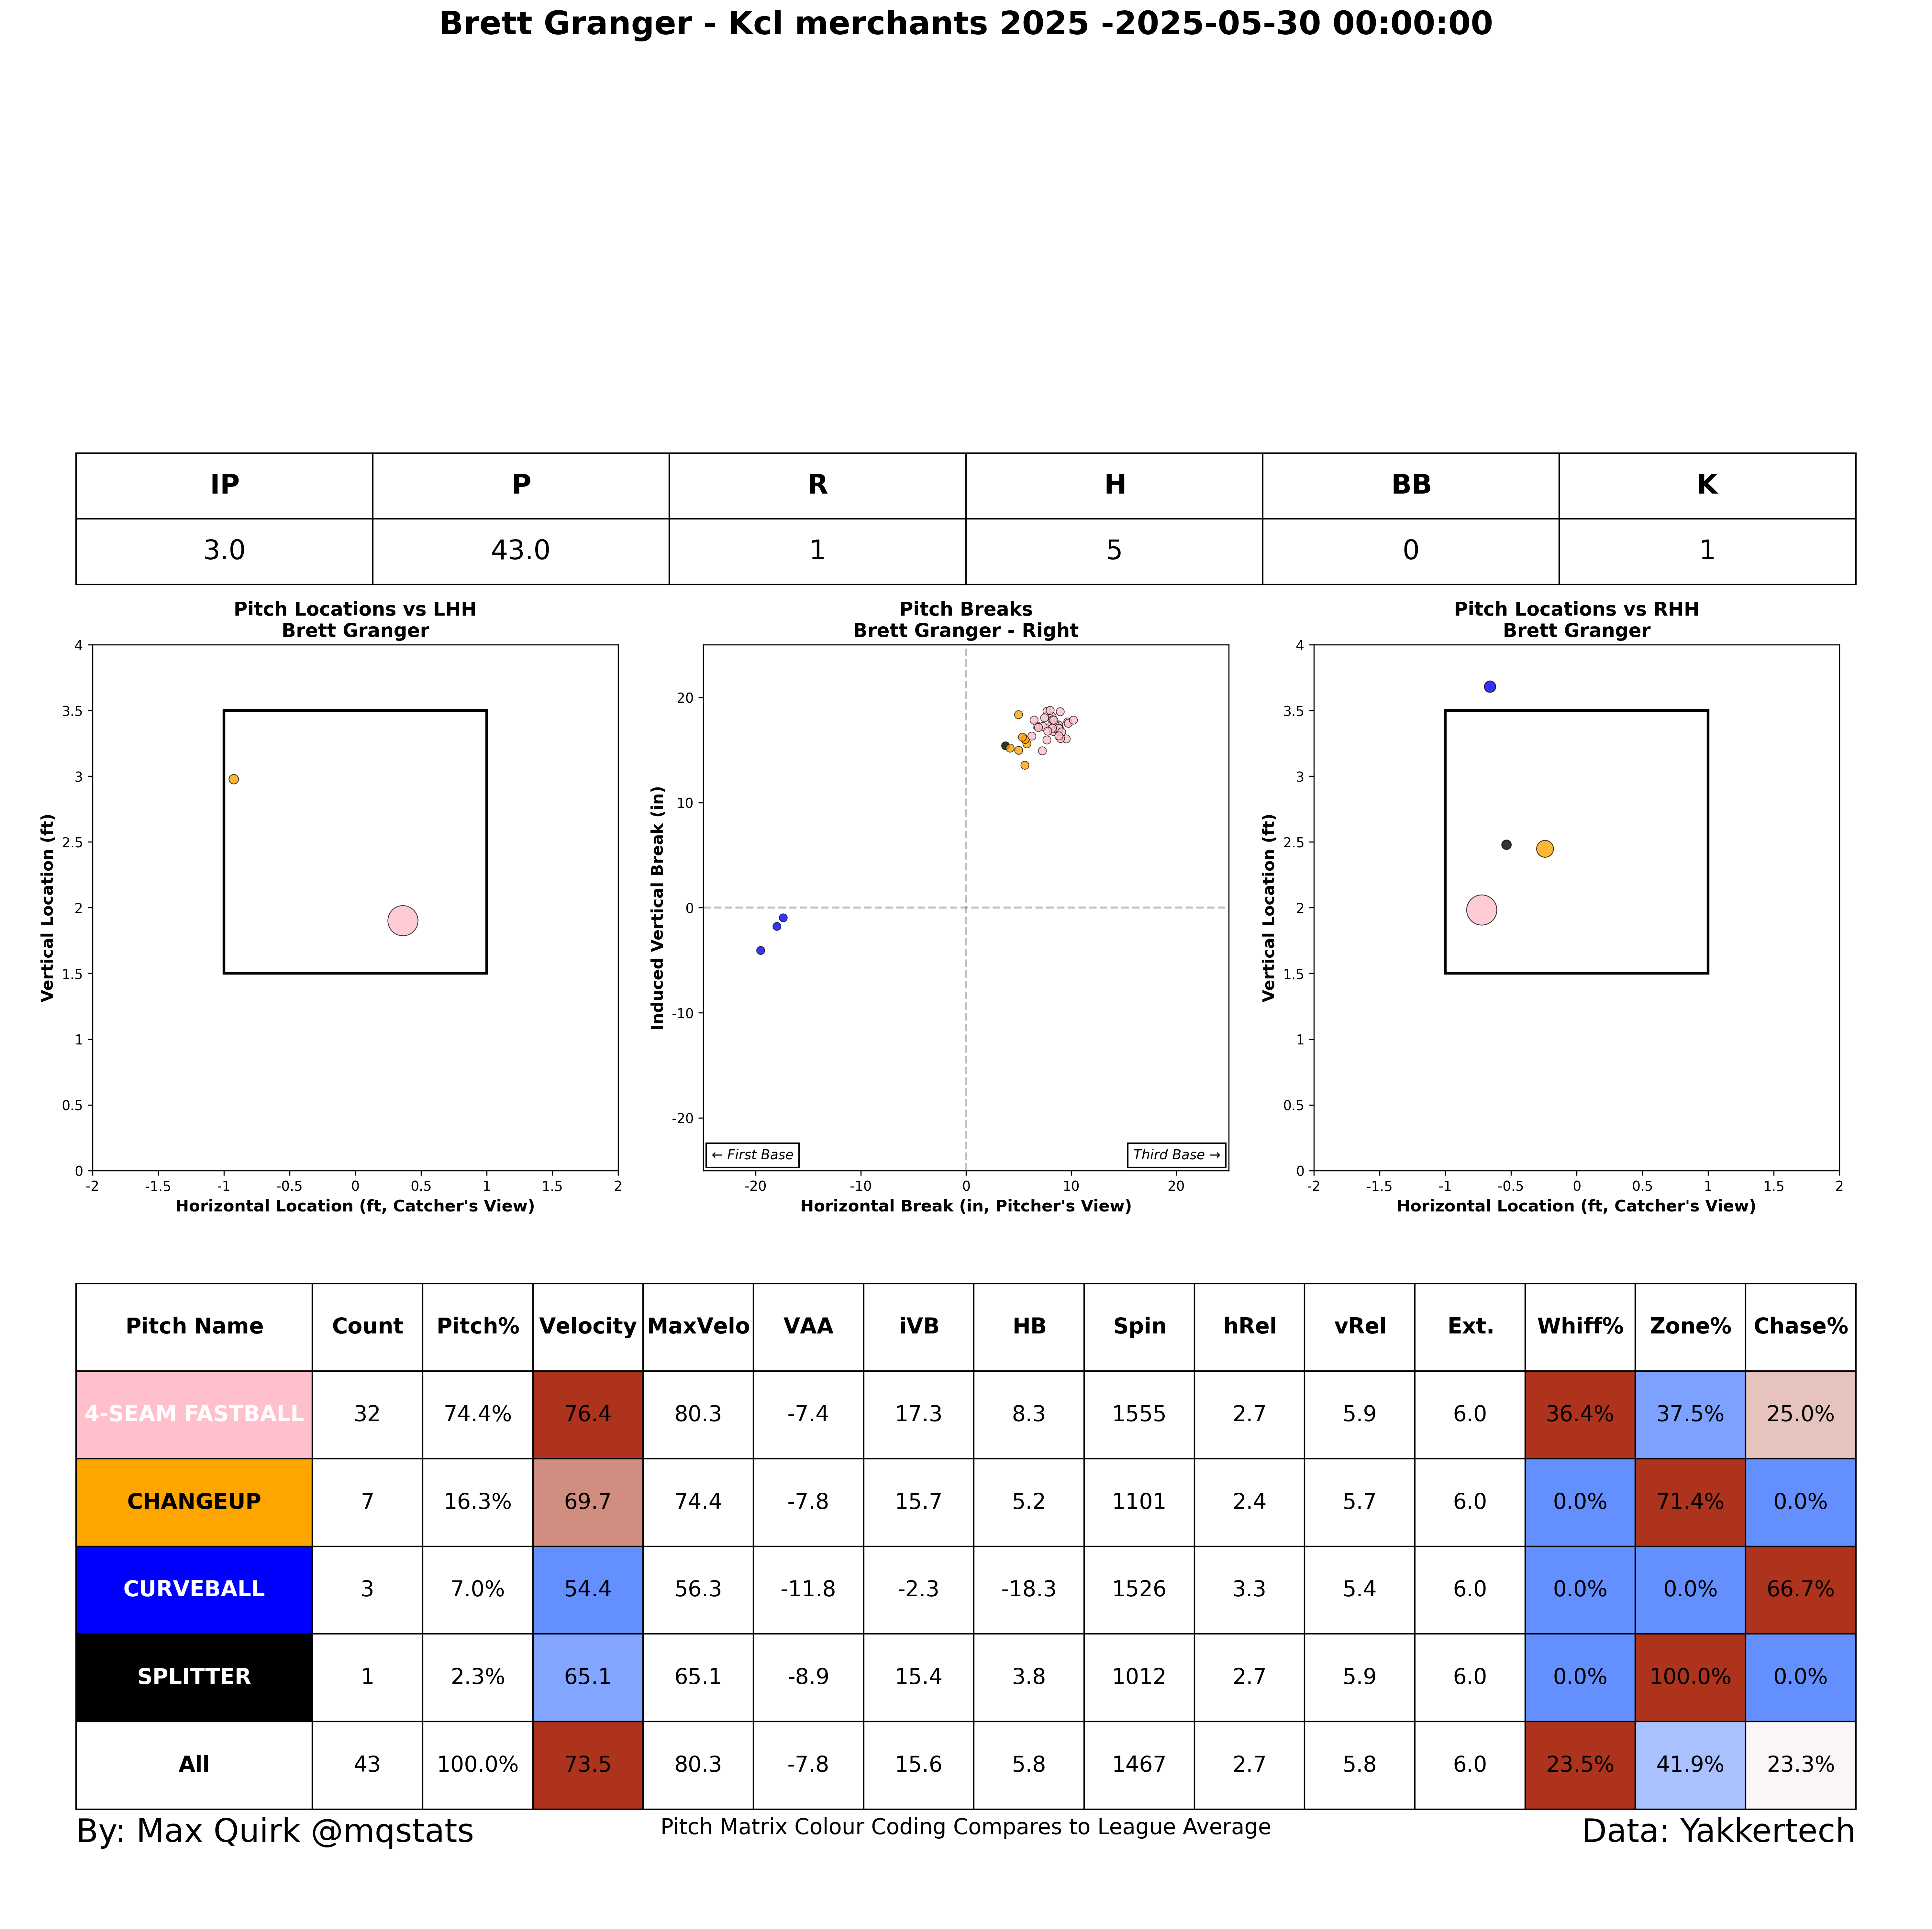 Brett Granger - Kcl merchants 2025 -2025-05-30 00:00:00
IP P R H BB K
3.0 43.0 1 5 0 1
Pitch Locations vs LHH
Brett Granger
4
3.5
3
2.5
2
1.5
1
0.5
0
-2 -1.5 -1 -0.5 0 0.5 1 1.5 2
Vertical Location (ft)
Horizontal Location (ft, Catcher's View)
Pitch Breaks
Brett Granger - Right
20
10
0
-10
-20
-20 -10 0 10 20
Induced Vertical Break (in)
← First Base
Third Base →
Horizontal Break (in, Pitcher's View)
Pitch Locations vs RHH
Brett Granger
4
3.5
3
2.5
2
1.5
1
0.5
0
-2 -1.5 -1 -0.5 0 0.5 1 1.5 2
Vertical Location (ft)
Horizontal Location (ft, Catcher's View)
Pitch Name Count Pitch% Velocity MaxVelo VAA iVB HB Spin hRel vRel Ext. Whiff% Zone% Chase%
4-SEAM FASTBALL 32 74.4% 76.4 80.3 -7.4 17.3 8.3 1555 2.7 5.9 6.0 36.4% 37.5% 25.0%
CHANGEUP 7 16.3% 69.7 74.4 -7.8 15.7 5.2 1101 2.4 5.7 6.0 0.0% 71.4% 0.0%
CURVEBALL 3 7.0% 54.4 56.3 -11.8 -2.3 -18.3 1526 3.3 5.4 6.0 0.0% 0.0% 66.7%
SPLITTER 1 2.3% 65.1 65.1 -8.9 15.4 3.8 1012 2.7 5.9 6.0 0.0% 100.0% 0.0%
All 43 100.0% 73.5 80.3 -7.8 15.6 5.8 1467 2.7 5.8 6.0 23.5% 41.9% 23.3%
By: Max Quirk @mqstats
Pitch Matrix Colour Coding Compares to League Average
Data: Yakkertech